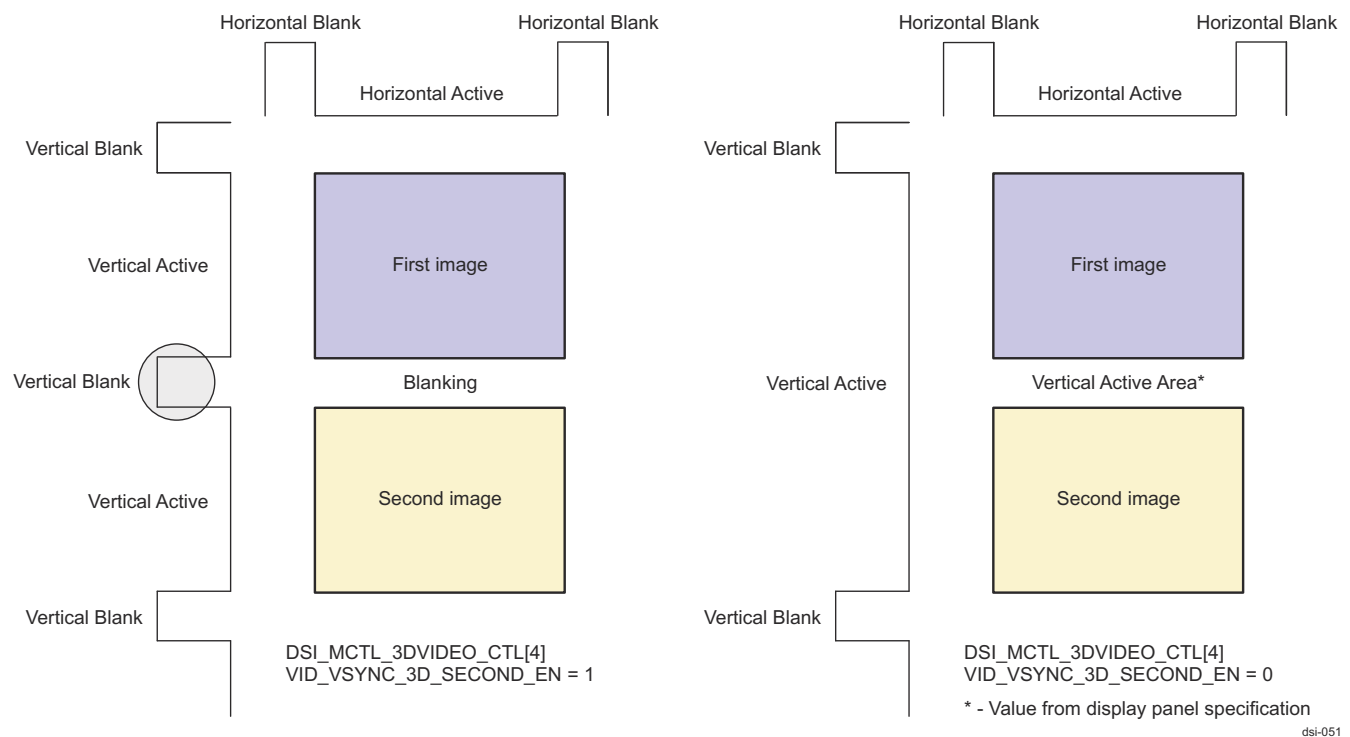 Horizontal Blank
Horizontal Blank
Horizontal Active
Vertical Blank
First image
Vertical Active
Vertical Blank
Blanking
Vertical Active
Second image
Vertical Blank
DSI_MCTL_3DVIDEO_CTL[4]
VID_VSYNC_3D_SECOND_EN = 1
Horizontal Blank
Horizontal Blank
Horizontal Active
Vertical Blank
First image
Vertical Active
Vertical Active Area*
Second image
Vertical Blank
DSI_MCTL_3DVIDEO_CTL[4]
VID_VSYNC_3D_SECOND_EN = 0
* - Value from display panel specification
dsi-051